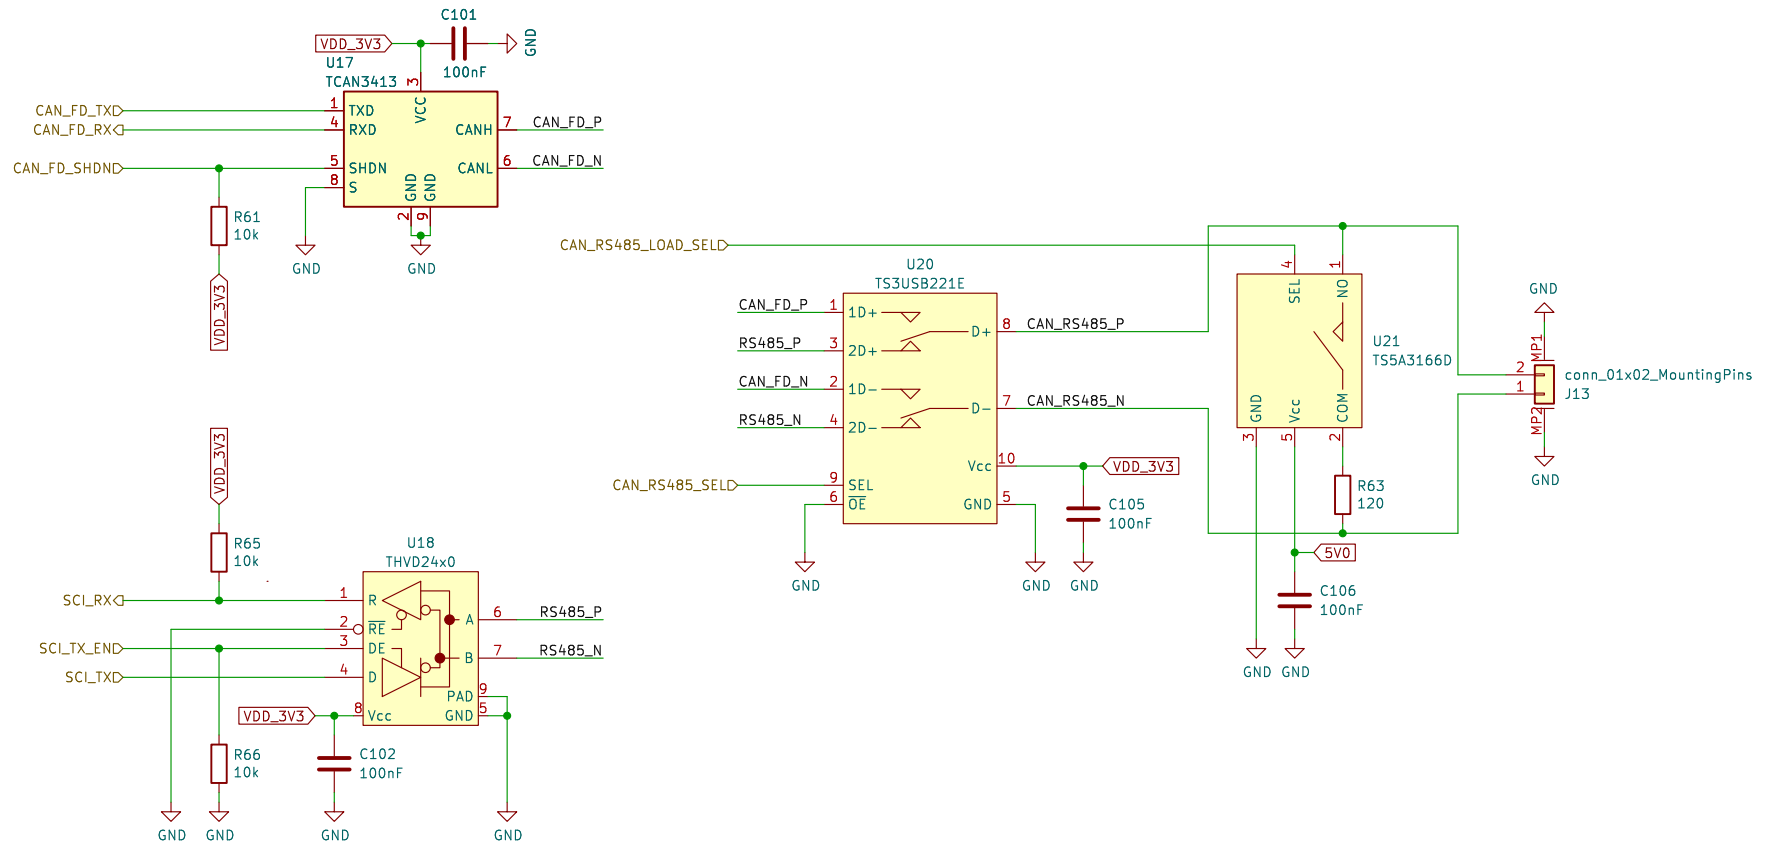 C101
VDD_3V3
GND
100nF
U17
TCAN3413
CAN_FD_TX
CAN_FD_RX
CAN_FD_SHDN
1
4
5
8
3
TXD
RXD
SHDN
S
VCC
CANH
CANL
GND
GND
7
6
2
9
CAN_FD_P
CAN_FD_N
R61
10k
VDD_3V3
GND
GND
CAN_RS485_LOAD_SEL
U20
TS3USB221E
CAN_FD_P
RS485_P
CAN_FD_N
RS485_N
CAN_RS485_SEL
1
3
2
4
9
6
1D+
2D+
1D-
2D-
SEL
OE
D+
D-
Vcc
GND
8
7
10
5
CAN_RS485_P
CAN_RS485_N
VDD_3V3
C105
100nF
GND
GND
GND
4
1
SEL
NO
U21
TS5A3166D
GND
Vcc
COM
3
5
2
R63
120
5V0
C106
100nF
GND
GND
GND
MP1
2
1
conn_01x02_MountingPins
J13
MP2
GND
VDD_3V3
R65
10k
U18
THVD24x0
SCI_RX
SCI_TX_EN
SCI_TX
1
2
3
4
8
R
RE
DE
D
Vcc
A
B
PAD
GND
6
7
9
5
RS485_P
RS485_N
VDD_3V3
R66
10k
C102
100nF
GND
GND
GND
GND